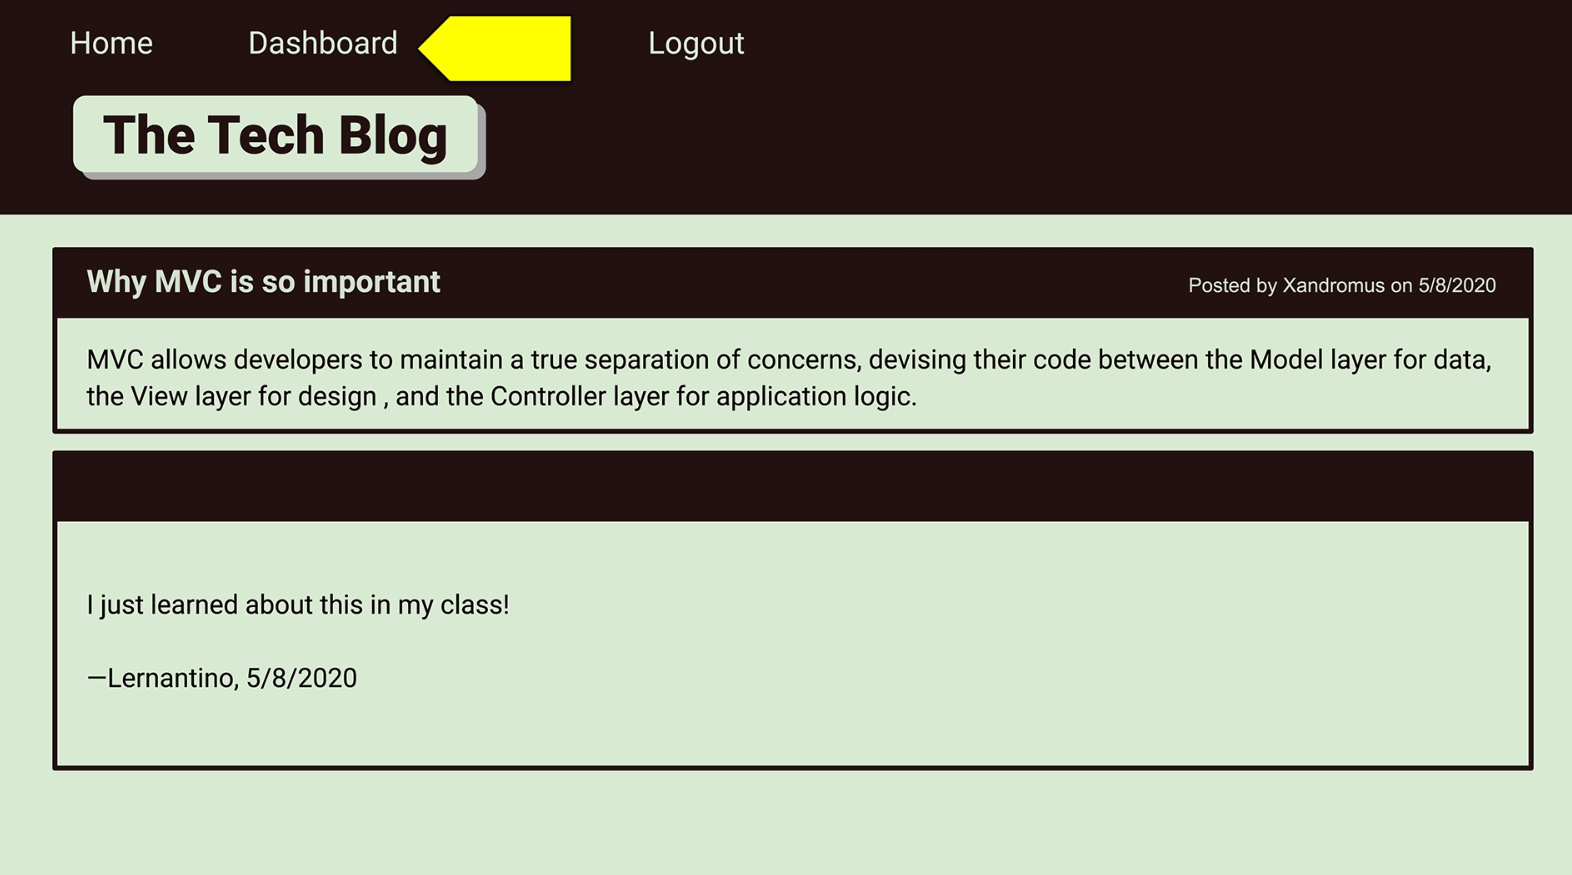 Home Dashboard Logout
The Tech Blog
Why MVC is so important Posted by Xandromus on 5/8/2020
MVC allows developers to maintain a true separation of concerns, devising their code between the Model layer for data,
the View layer for design , and the Controller layer for application logic.
I just learned about this in my class!
—Lernantino, 5/8/2020